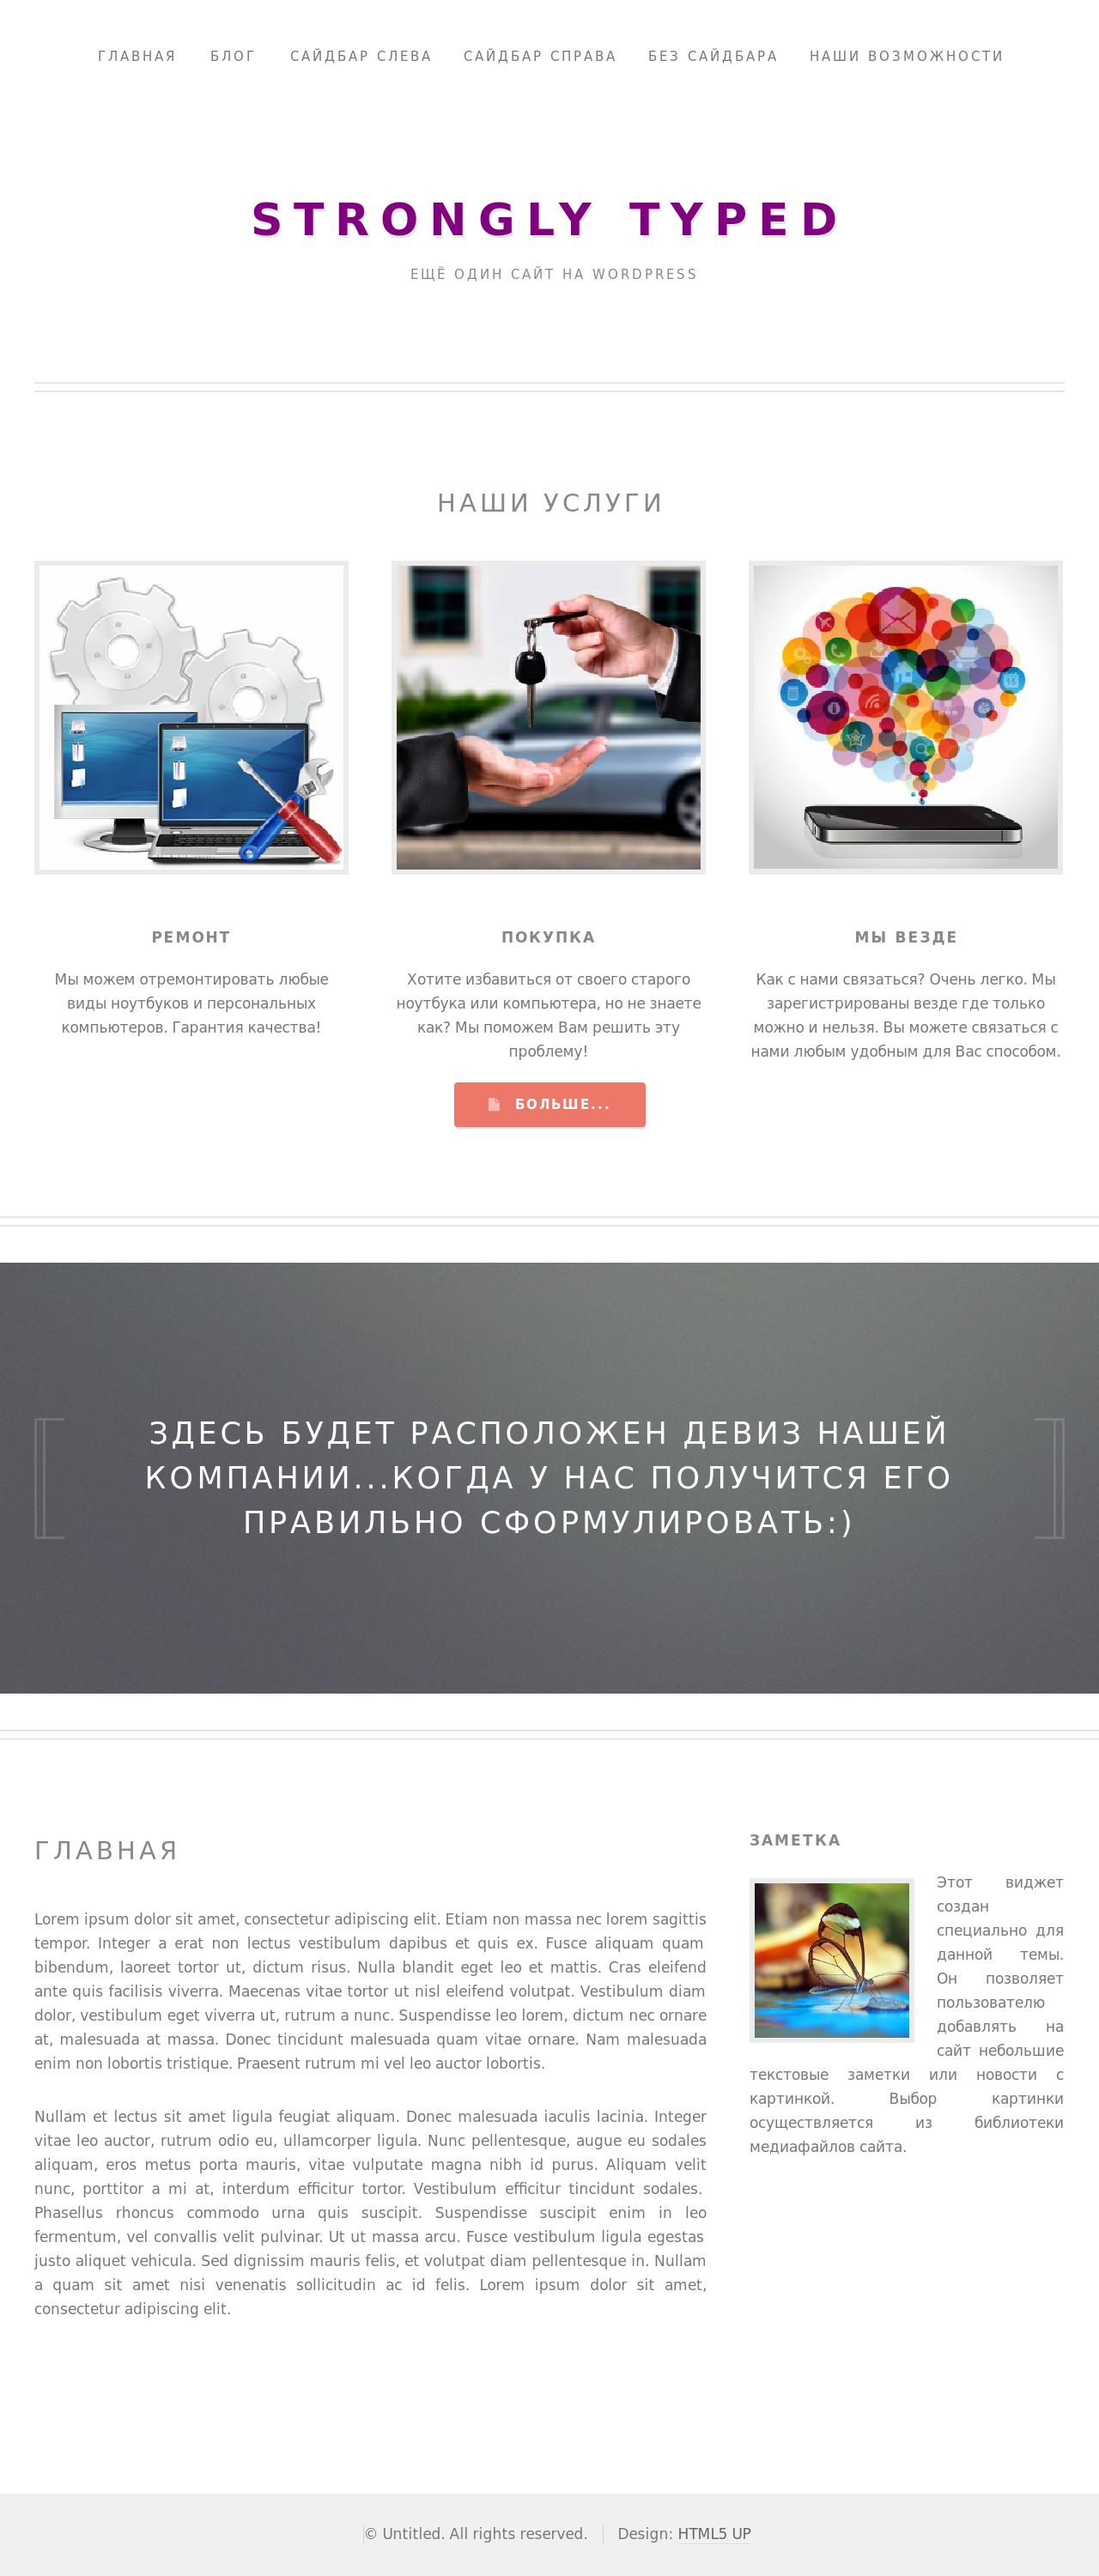 ГЛАВНАЯ БЛОГ САЙДБАР СЛЕВА САЙДБАР СПРАВА БЕЗ САЙДБАРА НАШИ ВОЗМОЖНОСТИ
STRONGLY TYPED
ЕЩЁ ОДИН САЙТ НА WORDPRESS
НАШИ УСЛУГИ
РЕМОНТ
Мы можем отремонтировать любые
виды ноутбуков и персональных
компьютеров. Гарантия качества!
ПОКУПКА
Хотите избавиться от своего старого
ноутбука или компьютера, но не знаете
как? Мы поможем Вам решить эту
проблему!
МЫ ВЕЗДЕ
Как с нами связаться? Очень легко. Мы
зарегистрированы везде где только
можно и нельзя. Вы можете связаться с
нами любым удобным для Вас способом.
БОЛЬШЕ...
ЗДЕСЬ БУДЕТ РАСПОЛОЖЕН ДЕВИЗ НАШЕЙ
КОМПАНИИ...КОГДА У НАС ПОЛУЧИТСЯ ЕГО
ПРАВИЛЬНО СФОРМУЛИРОВАТЬ:)
ГЛАВНАЯ
Lorem ipsum dolor sit amet, consectetur adipiscing elit. Etiam non massa nec lorem sagittis
tempor. Integer a erat non lectus vestibulum dapibus et quis ex. Fusce aliquam quam
bibendum, laoreet tortor ut, dictum risus. Nulla blandit eget leo et mattis. Cras eleifend
ante quis facilisis viverra. Maecenas vitae tortor ut nisl eleifend volutpat. Vestibulum diam
dolor, vestibulum eget viverra ut, rutrum a nunc. Suspendisse leo lorem, dictum nec ornare
at, malesuada at massa. Donec tincidunt malesuada quam vitae ornare. Nam malesuada
enim non lobortis tristique. Praesent rutrum mi vel leo auctor lobortis.
Nullam et lectus sit amet ligula feugiat aliquam. Donec malesuada iaculis lacinia. Integer
vitae leo auctor, rutrum odio eu, ullamcorper ligula. Nunc pellentesque, augue eu sodales
aliquam, eros metus porta mauris, vitae vulputate magna nibh id purus. Aliquam velit
nunc, porttitor a mi at, interdum efficitur tortor. Vestibulum efficitur tincidunt sodales.
Phasellus rhoncus commodo urna quis suscipit. Suspendisse suscipit enim in leo
fermentum, vel convallis velit pulvinar. Ut ut massa arcu. Fusce vestibulum ligula egestas
justo aliquet vehicula. Sed dignissim mauris felis, et volutpat diam pellentesque in. Nullam
a quam sit amet nisi venenatis sollicitudin ac id felis. Lorem ipsum dolor sit amet,
consectetur adipiscing elit.
ЗАМЕТКА
Этот виджет
создан
специально для
данной темы.
Он позволяет
пользователю
добавлять на
сайт небольшие
текстовые заметки или новости с
картинкой. Выбор картинки
осуществляется из библиотеки
медиафайлов сайта.
© Untitled. All rights reserved. Design: HTML5 UP